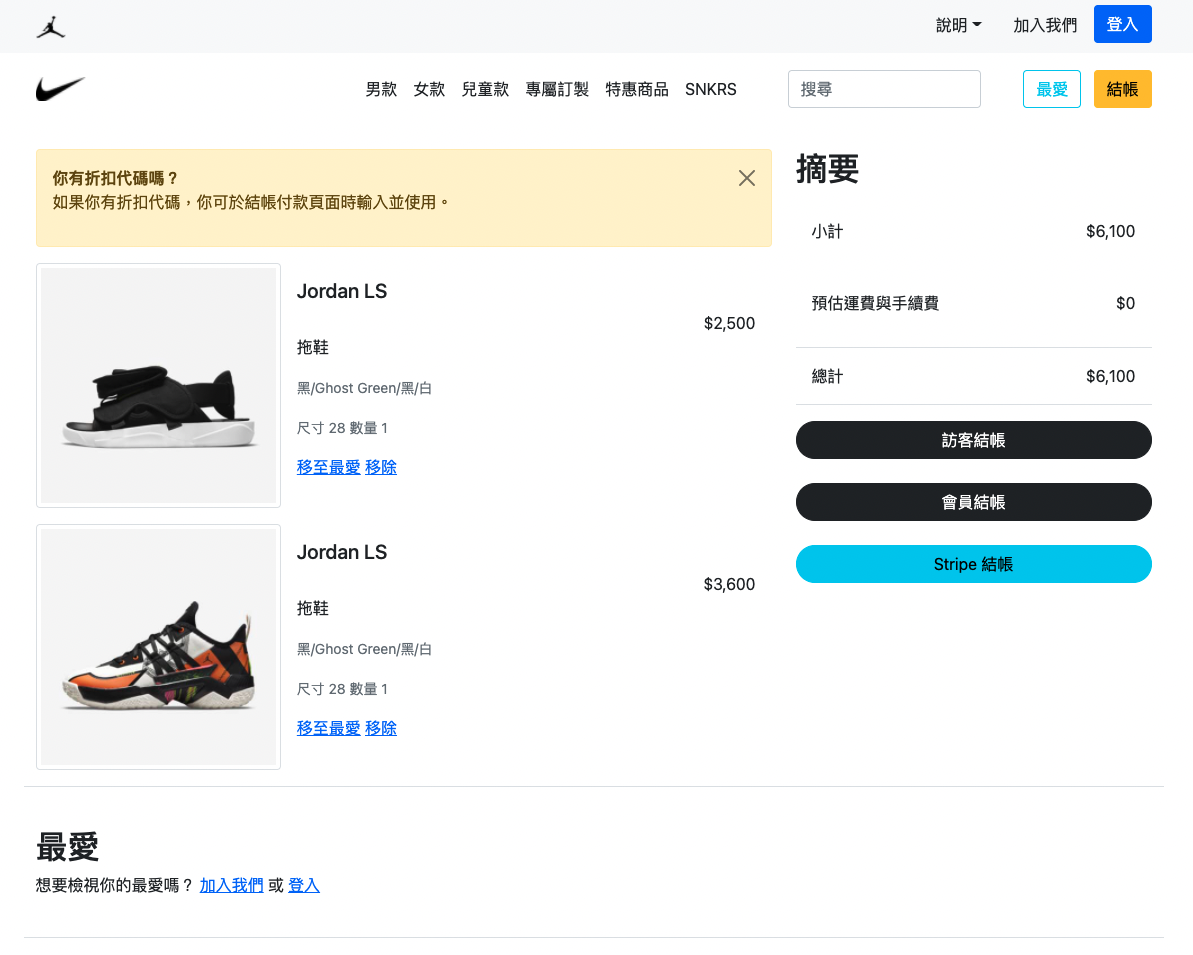 說明 加入我們 登入
男款 女款 兒童款 專屬訂製 特惠商品 SNKRS 搜尋 最愛 結帳
你有折扣代碼嗎？
如果你有折扣代碼，你可於結帳付款頁面時輸入並使用。
Jordan LS
$2,500
拖鞋
黑/Ghost Green/黑/白
尺寸 28 數量 1
移至最愛 移除
Jordan LS
$3,600
拖鞋
黑/Ghost Green/黑/白
尺寸 28 數量 1
移至最愛 移除
摘要
小計 $6,100
預估運費與手續費 $0
總計 $6,100
訪客結帳
會員結帳
Stripe 結帳
最愛
想要檢視你的最愛嗎？ 加入我們 或 登入